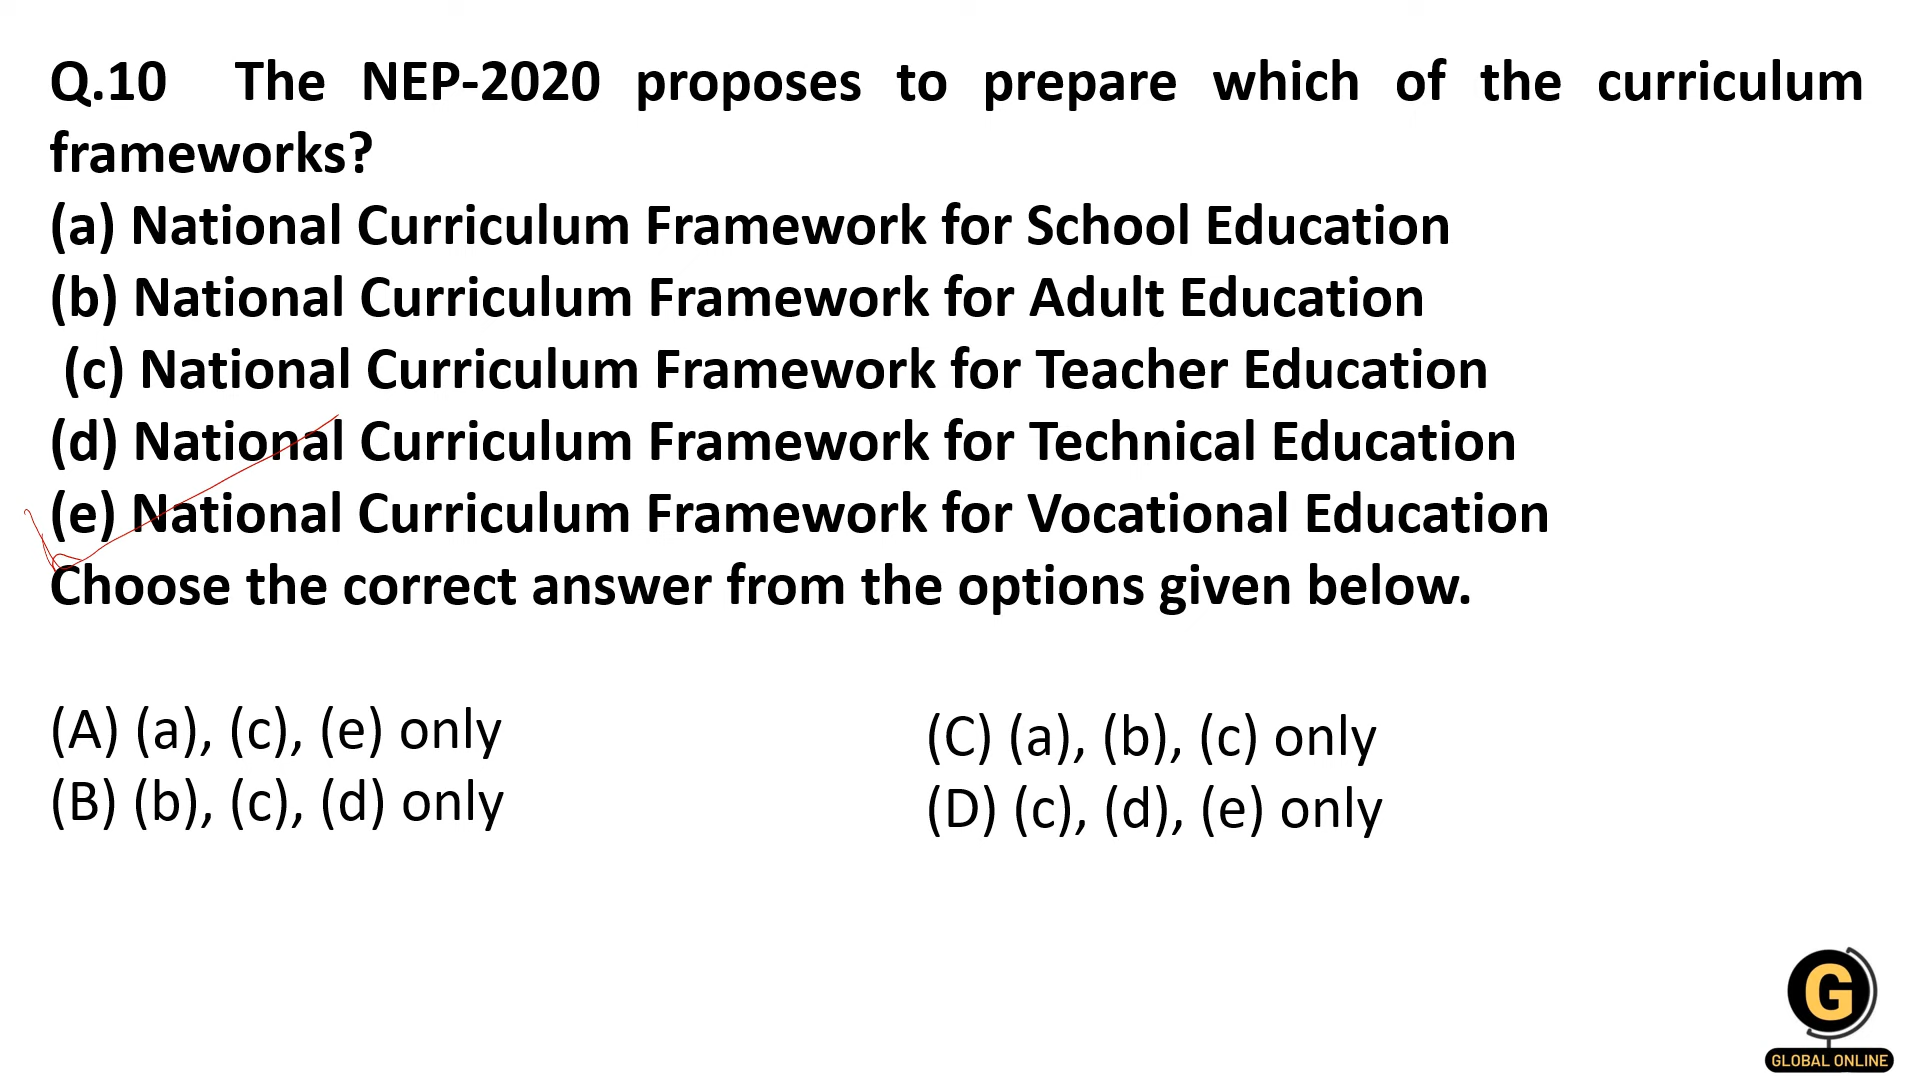 Q.10 The NEP-2020 proposes to prepare which of the curriculum
frameworks?
(a) National Curriculum Framework for School Education
(b) National Curriculum Framework for Adult Education
(c) National Curriculum Framework for Teacher Education
(d) National Curriculum Framework for Technical Education
(e) National Curriculum Framework for Vocational Education
Choose the correct answer from the options given below.
(A) (a), (c), (e) only
(B) (b), (c), (d) only
(C) (a), (b), (c) only
(D) (c), (d), (e) only
G
GLOBAL ONLINE